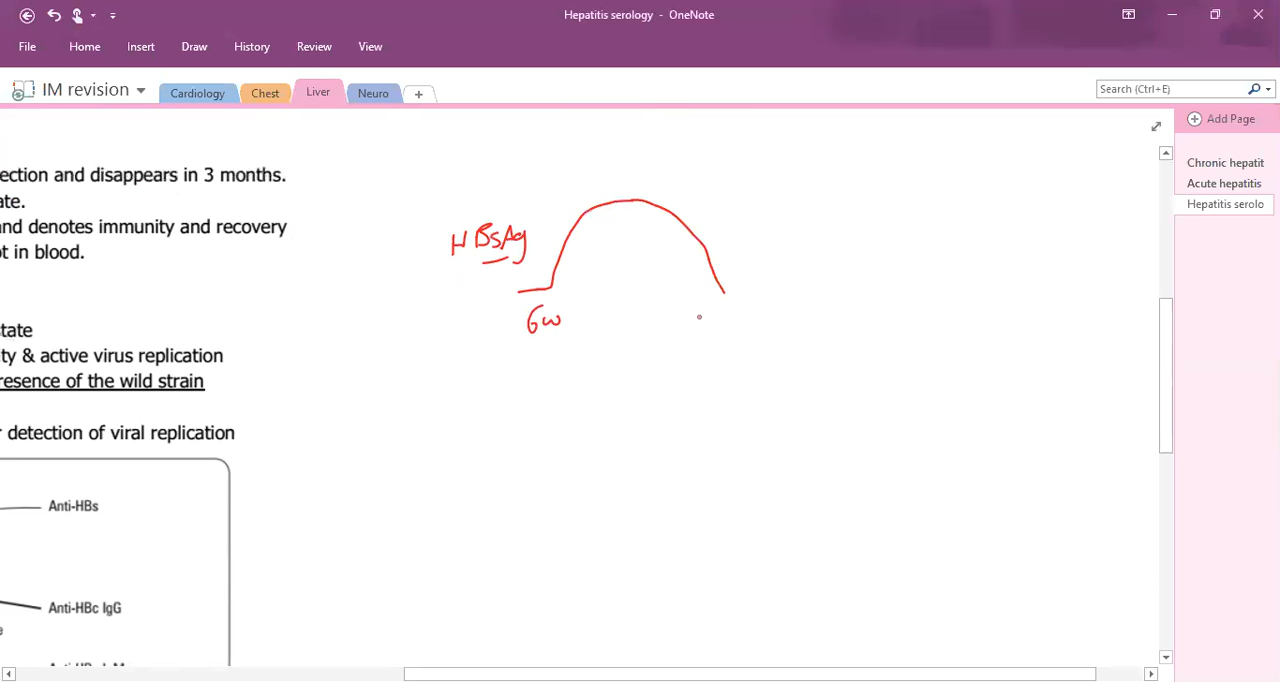 Hepatitis serology - OneNote
File Home Insert Draw History Review View
IM revision Cardiology Chest Liver Neuro +
Search (Ctrl+E)
Add Page
Chronic hepatit
Acute hepatitis
Hepatitis serolo
ection and disappears in 3 months.
ate.
and denotes immunity and recovery
ot in blood.
HBsAg
6w
state
ty & active virus replication
resence of the wild strain
r detection of viral replication
Anti-HBs
Anti-HBc IgG
e